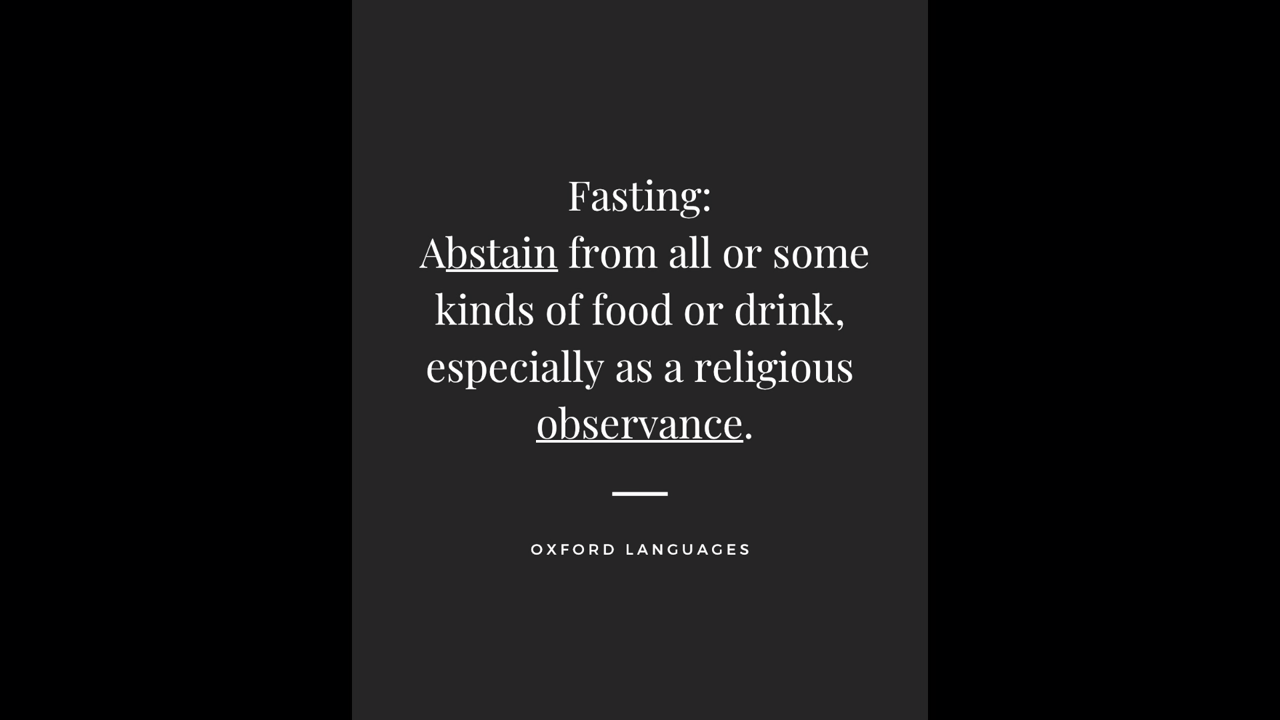 Fasting:
Abstain from all or some
kinds of food or drink,
especially as a religious
observance.
OXFORD LANGUAGES